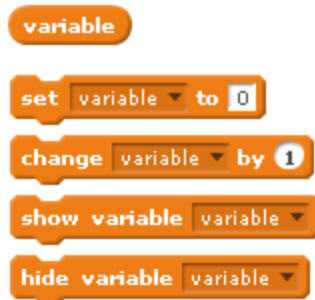 variable
set variable to 0
change variable by 1
show variable variable
hide variable variable